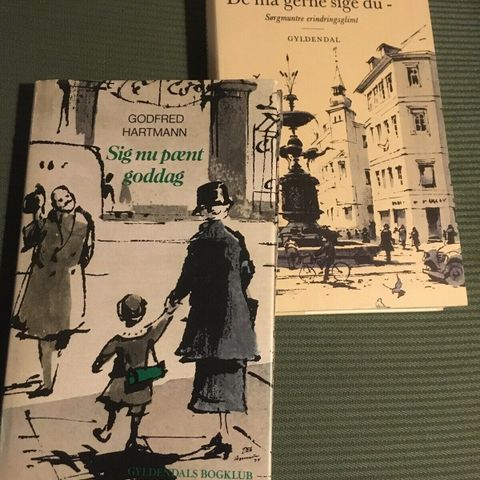 De må gerne sige du -
Sørgmuntre erindringsglimt
GYLDENDAL
GODFRED
HARTMANN
Sig nu pænt
goddag
GYLDENDALS BOGKLUB